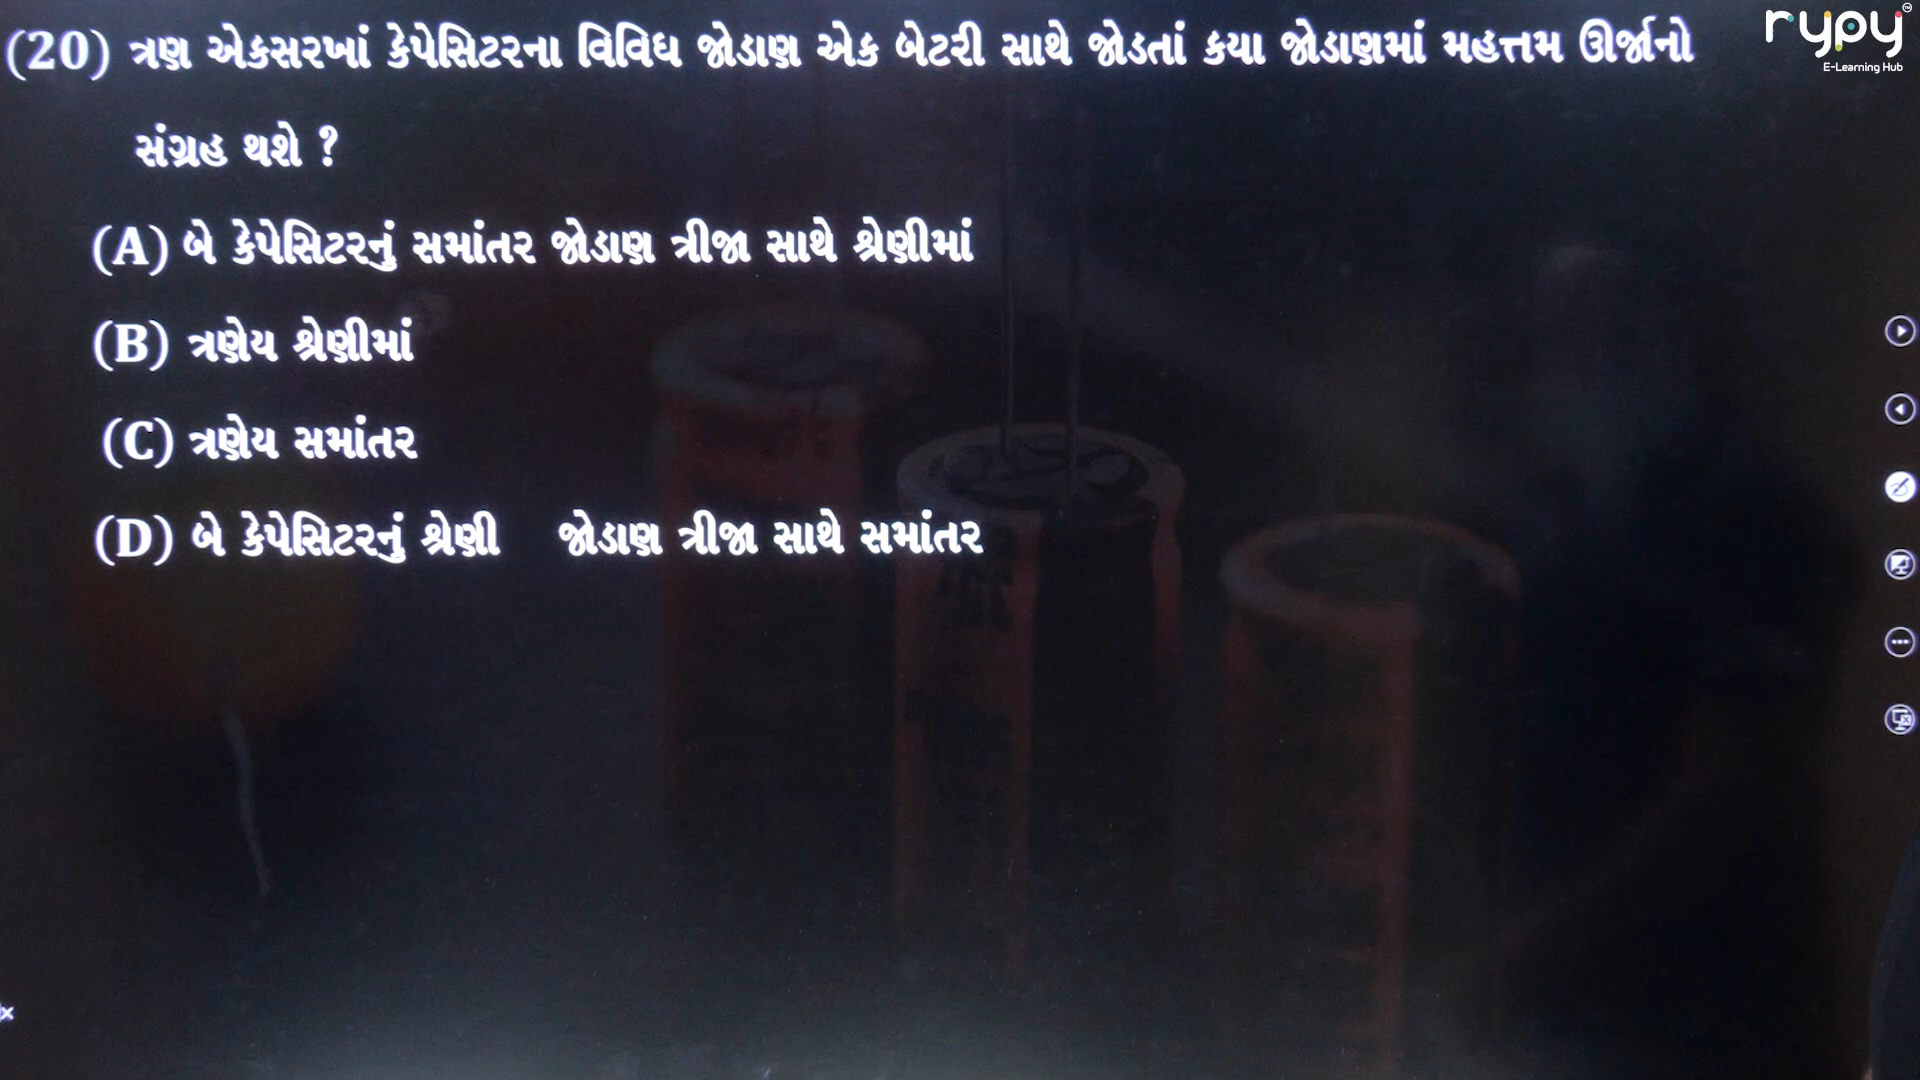 rypy™
E-Learning Hub
(20) ત્રણ એકસરખાં કેપેસિટરના વિવિધ જોડાણ એક બેટરી સાથે જોડતાં કયા જોડાણમાં મહત્તમ ઊર્જાનો
સંગ્રહ થશે ?
(A) બે કેપેસિટરનું સમાંતર જોડાણ ત્રીજા સાથે શ્રેણીમાં
(B) ત્રણેય શ્રેણીમાં
(C) ત્રણેય સમાંતર
(D) બે કેપેસિટરનું શ્રેણી જોડાણ ત્રીજા સાથે સમાંતર